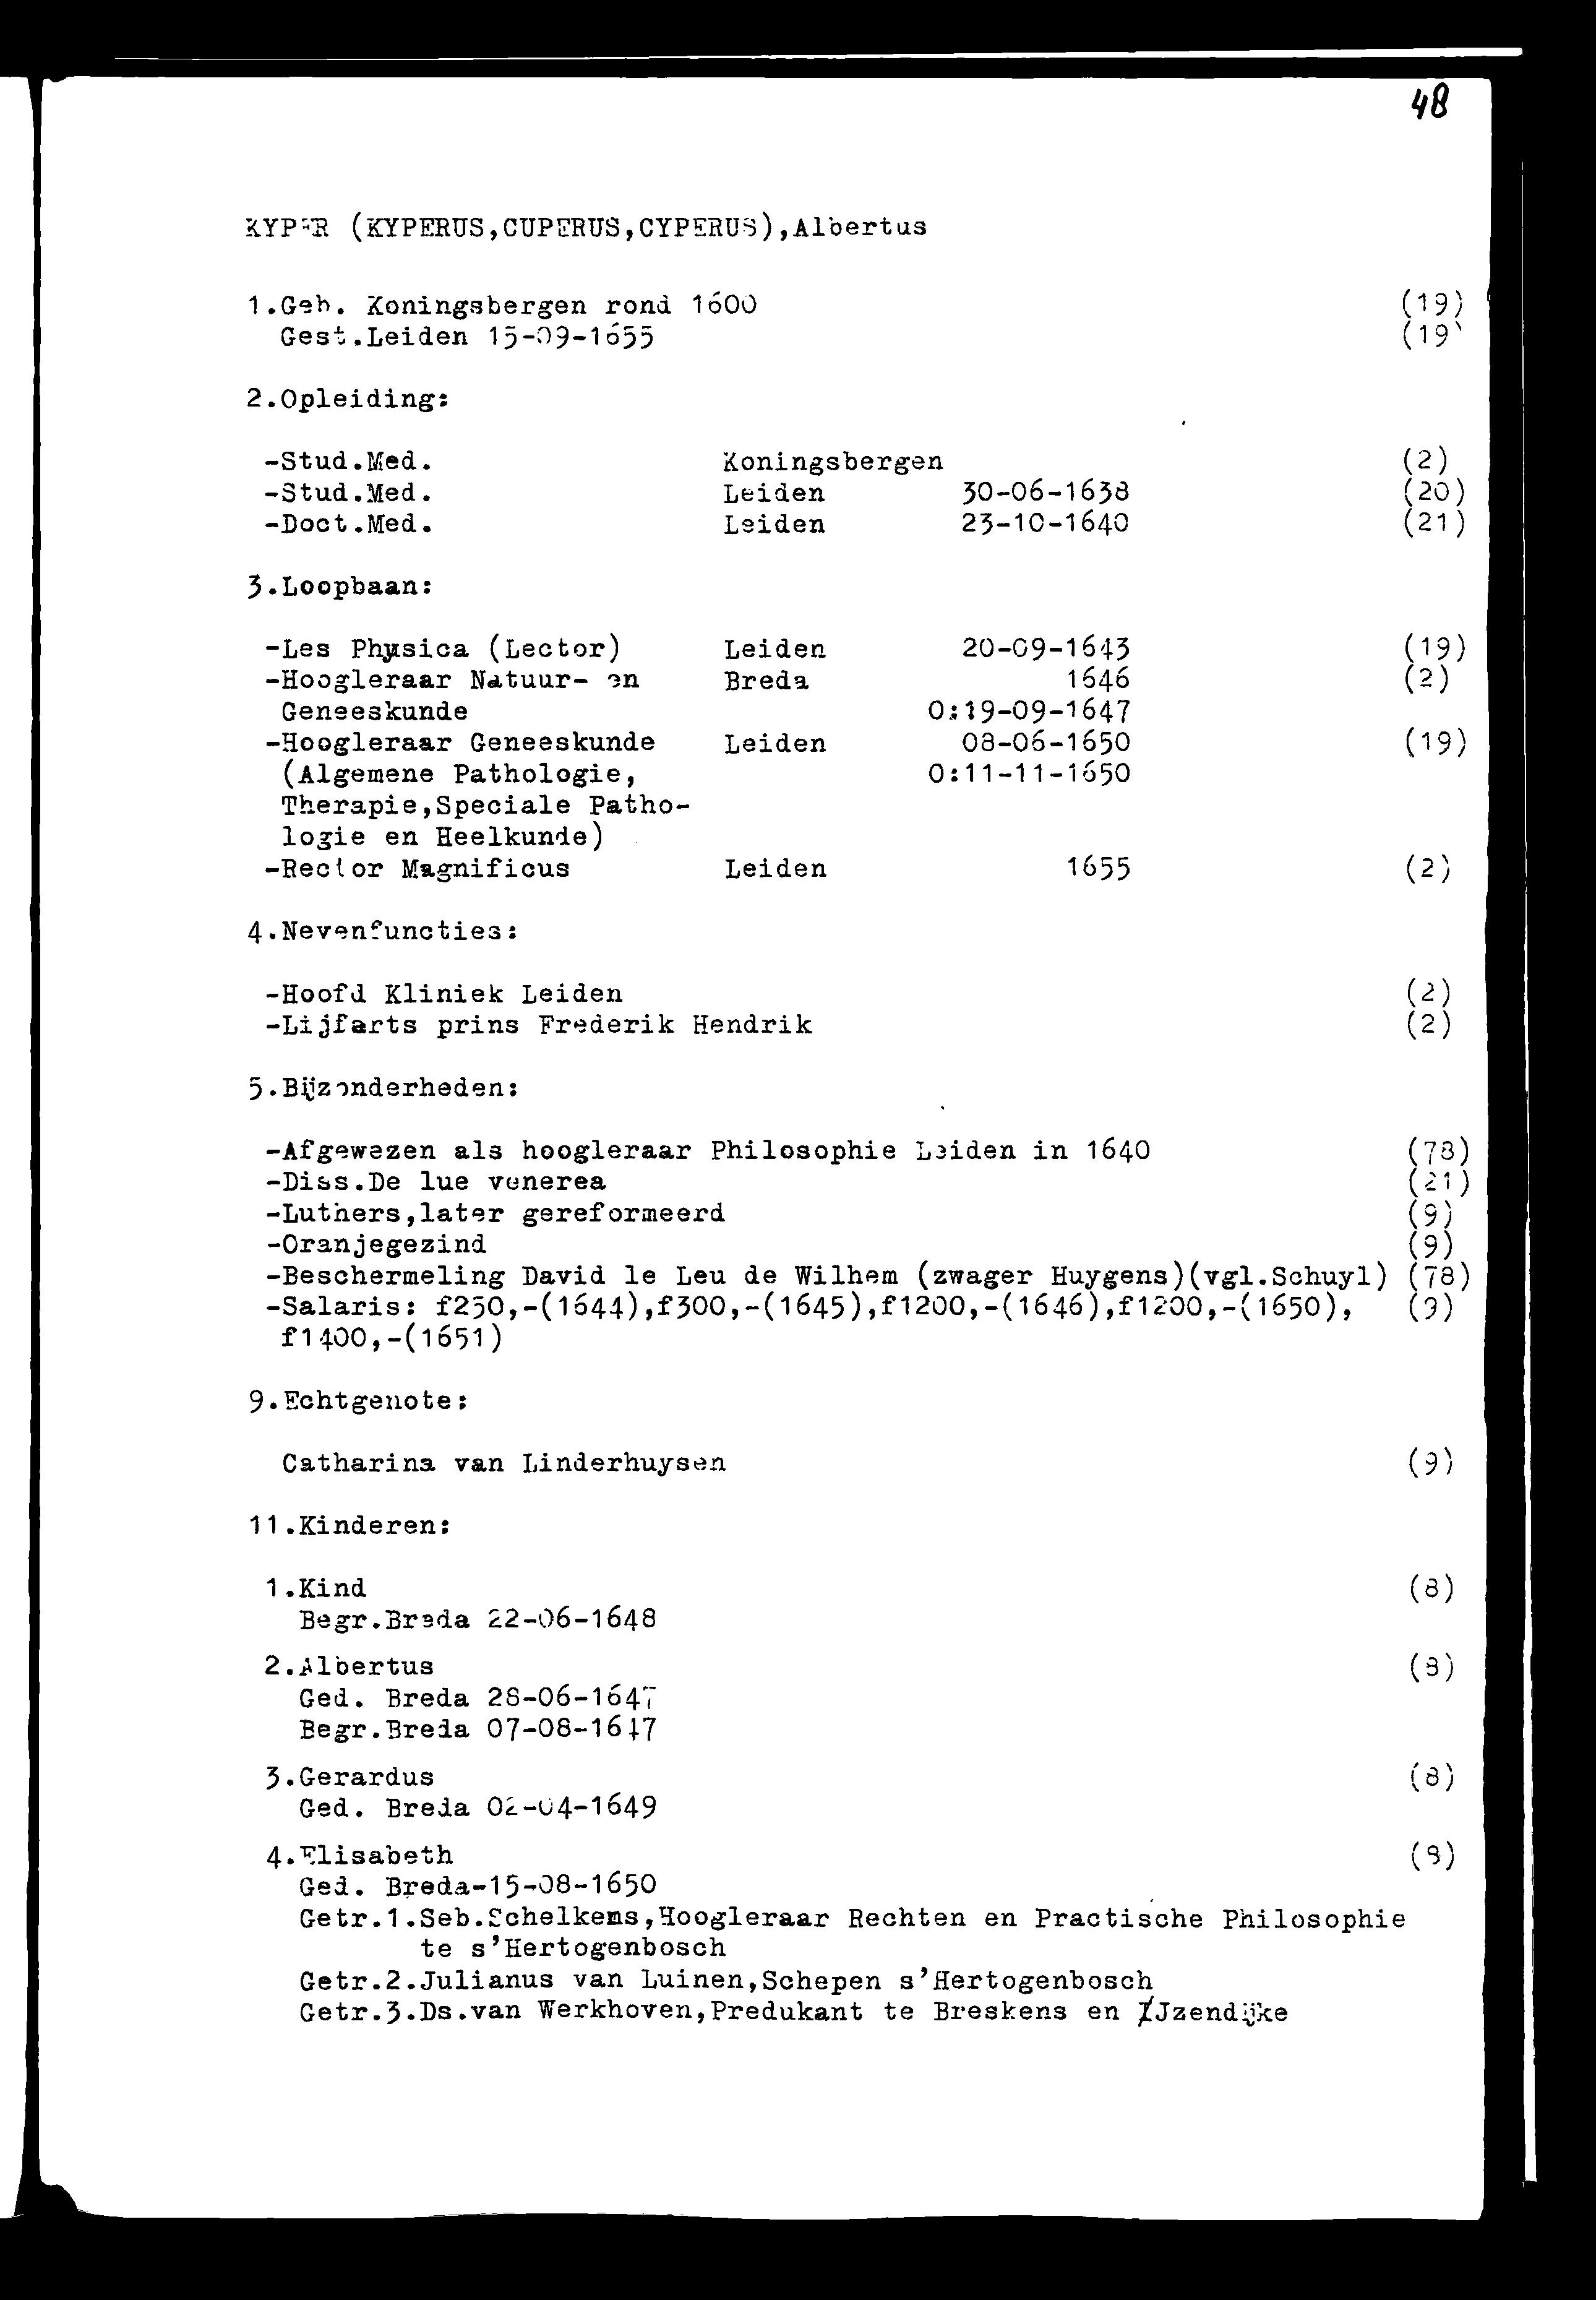 48
KYPER (KYPERUS,CUPERUS,CYPERUS),Albertus
1.Geb. Koningsbergen rond 1600 (19)
Gest.Leiden 15-09-1655 (19)
2.Opleiding:
-Stud.Med. Koningsbergen (2)
-Stud.Med. Leiden 30-06-1638 (20)
-Doct.Med. Leiden 23-10-1640 (21)
3.Loopbaan:
-Les Physica (Lector) Leiden 20-09-1643 (19)
-Hoogleraar Natuur- en Breda 1646 (2)
Geneeskunde O:19-09-1647
-Hoogleraar Geneeskunde Leiden 08-06-1650 (19)
(Algemene Pathologie, O:11-11-1650
Therapie,Speciale Patho-
logie en Heelkunde)
-Rector Magnificus Leiden 1655 (2)
4.Nevenfuncties:
-Hoofd Kliniek Leiden (2)
-Lijfarts prins Frederik Hendrik (2)
5.Bijzonderheden:
-Afgewezen als hoogleraar Philosophie Leiden in 1640 (78)
-Diss.De lue venerea (21)
-Luthers,later gereformeerd (9)
-Oranjegezind (9)
-Beschermeling David le Leu de Wilhem (zwager Huygens)(vgl.Schuyl) (78)
-Salaris: f250,-(1644),f300,-(1645),f1200,-(1646),f1200,-(1650), (9)
f1400,-(1651)
9.Echtgenote:
Catharina van Linderhuysen (9)
11.Kinderen:
1.Kind (8)
Begr.Breda 22-06-1648
2.Albertus (8)
Ged. Breda 28-06-1647
Begr.Breda 07-08-1647
3.Gerardus (8)
Ged. Breda 02-04-1649
4.Elisabeth (8)
Ged. Breda-15-08-1650
Getr.1.Seb.Schelkens,Hoogleraar Rechten en Practische Philosophie
te s'Hertogenbosch
Getr.2.Julianus van Luinen,Schepen s'Hertogenbosch
Getr.3.Ds.van Werkhoven,Predukant te Breskens en IJzendijke